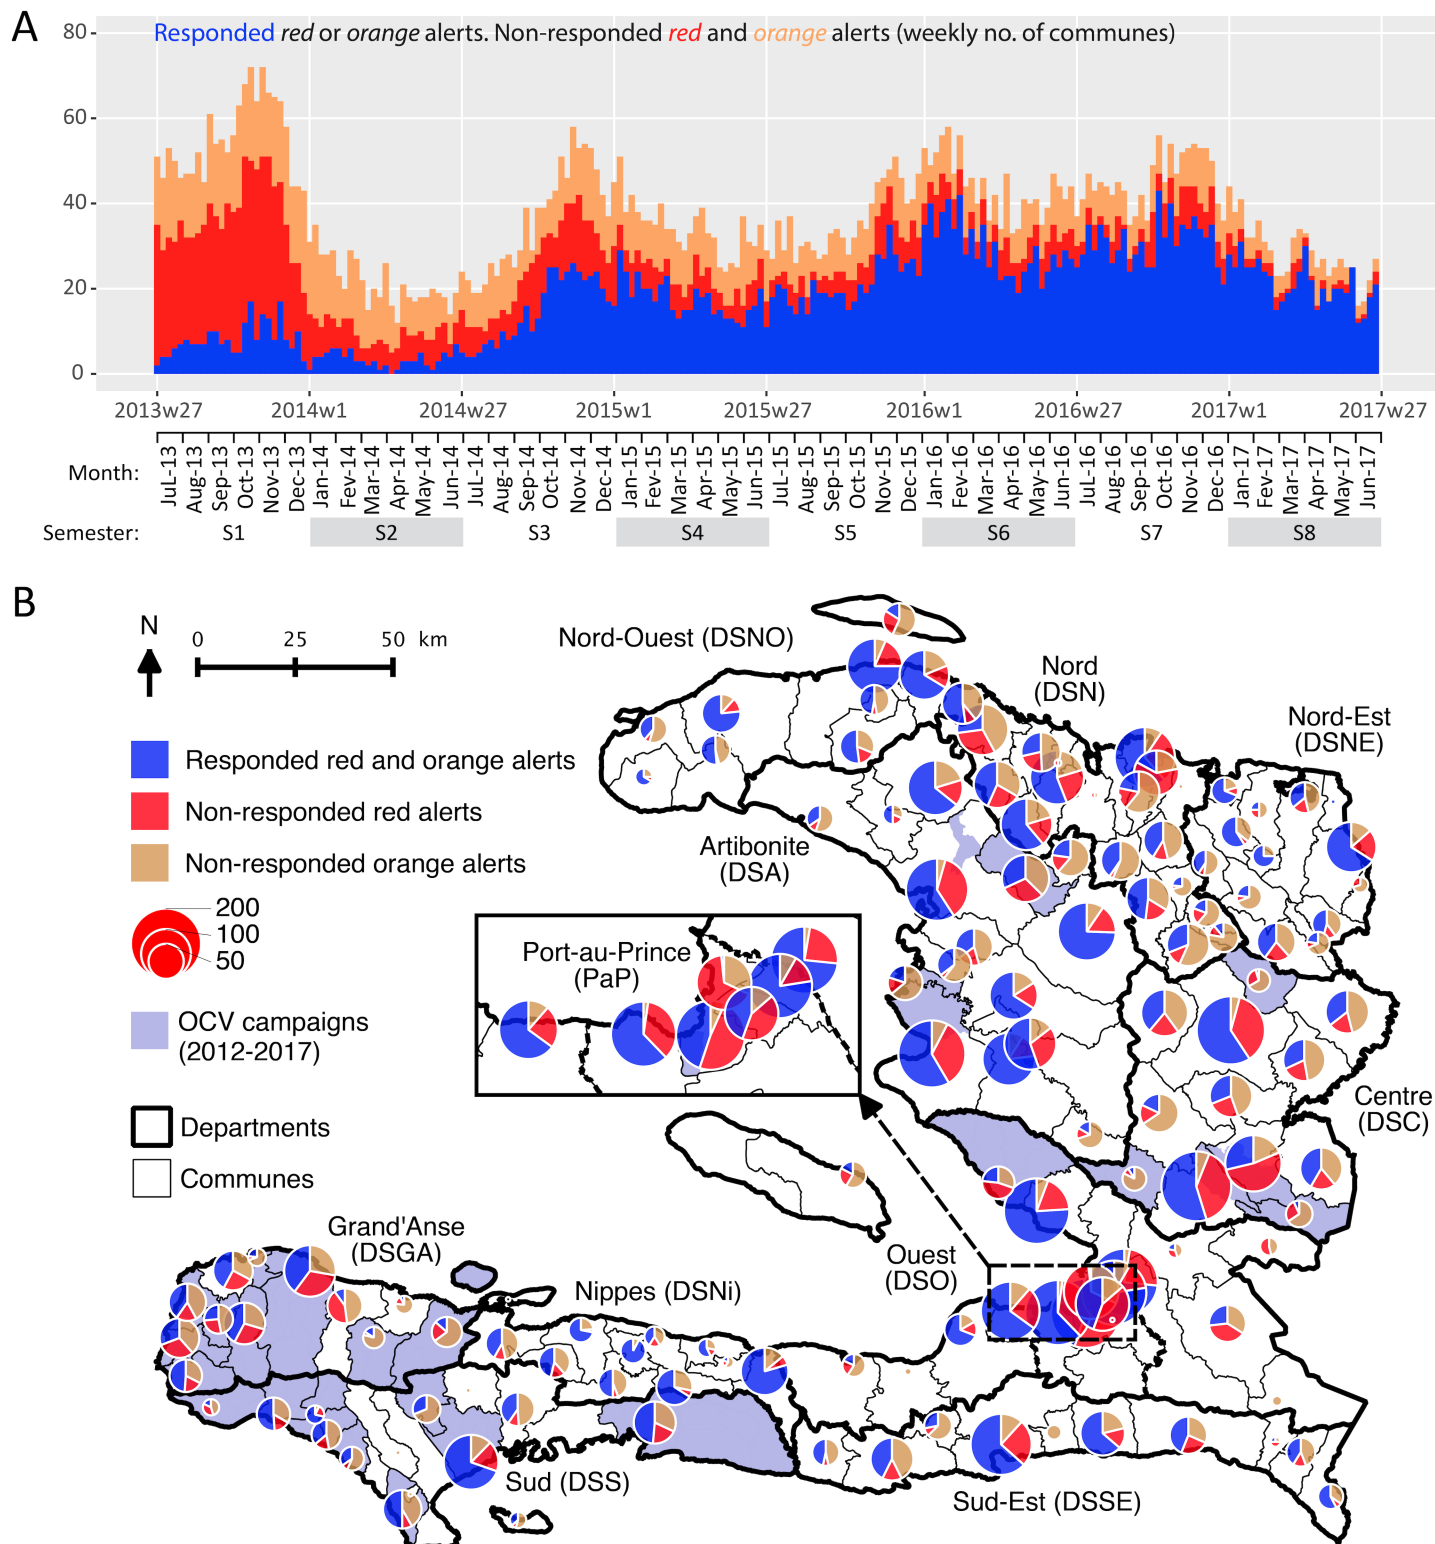 A
Responded red or orange alerts. Non-responded red and orange alerts (weekly no. of communes)
80
60
40
20
0
2013w27 2014w1 2014w27 2015w1 2015w27 2016w1 2016w27 2017w1 2017w27
Month: JuL-13 Aug-13 Sep-13 Oct-13 Nov-13 Dec-13 Jan-14 Fev-14 Mar-14 Apr-14 May-14 Jun-14 JuL-14 Aug-14 Sep-14 Oct-14 Nov-14 Dec-14 Jan-15 Fev-15 Mar-15 Apr-15 May-15 Jun-15 JuL-15 Aug-15 Sep-15 Oct-15 Nov-15 Dec-15 Jan-16 Fev-16 Mar-16 Apr-16 May-16 Jun-16 JuL-16 Aug-16 Sep-16 Oct-16 Nov-16 Dec-16 Jan-17 Fev-17 Mar-17 Apr-17 May-17 Jun-17
Semester: S1 S2 S3 S4 S5 S6 S7 S8
B
N
0 25 50 km
Nord-Ouest (DSNO)
Nord
(DSN)
Nord-Est
(DSNE)
Responded red and orange alerts
Non-responded red alerts
Non-responded orange alerts
Artibonite
(DSA)
200
100
50
Port-au-Prince
(PaP)
OCV campaigns
(2012-2017)
Centre
(DSC)
Departments
Communes
Grand'Anse
(DSGA)
Ouest
(DSO)
Nippes (DSNi)
Sud (DSS)
Sud-Est (DSSE)